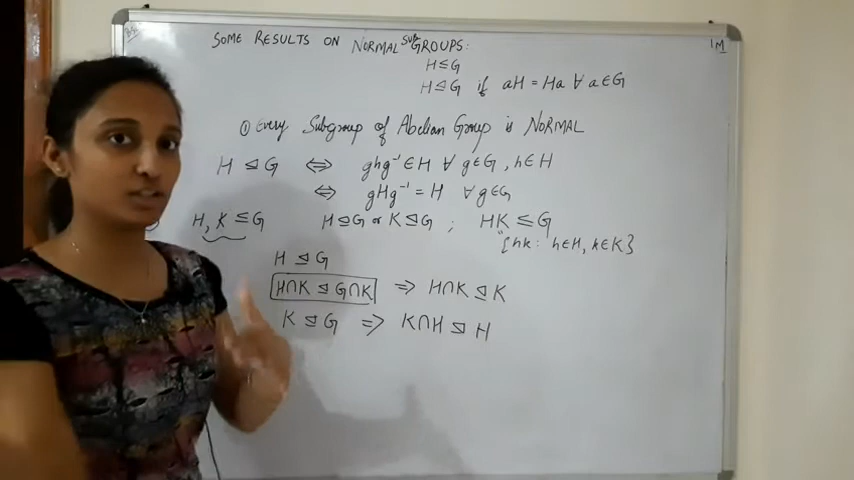 SOME RESULTS ON NORMAL SUBGROUPS:
1M
H ≤ G
H ⊴ G if aH = Ha ∀ a ∈ G
① Every Subgroup of Abelian Group is NORMAL
H ⊴ G ⇔ ghg⁻¹ ∈ H ∀ g ∈ G, h ∈ H
⇔ gHg⁻¹ = H ∀ g ∈ G
H, K ≤ G H ⊴ G or K ⊴ G ; HK ≤ G
{hk : h ∈ H, k ∈ K}
H ⊴ G
H∩K ⊴ G∩K ⇒ H∩K ⊴ K
K ⊴ G ⇒ K∩H ⊴ H